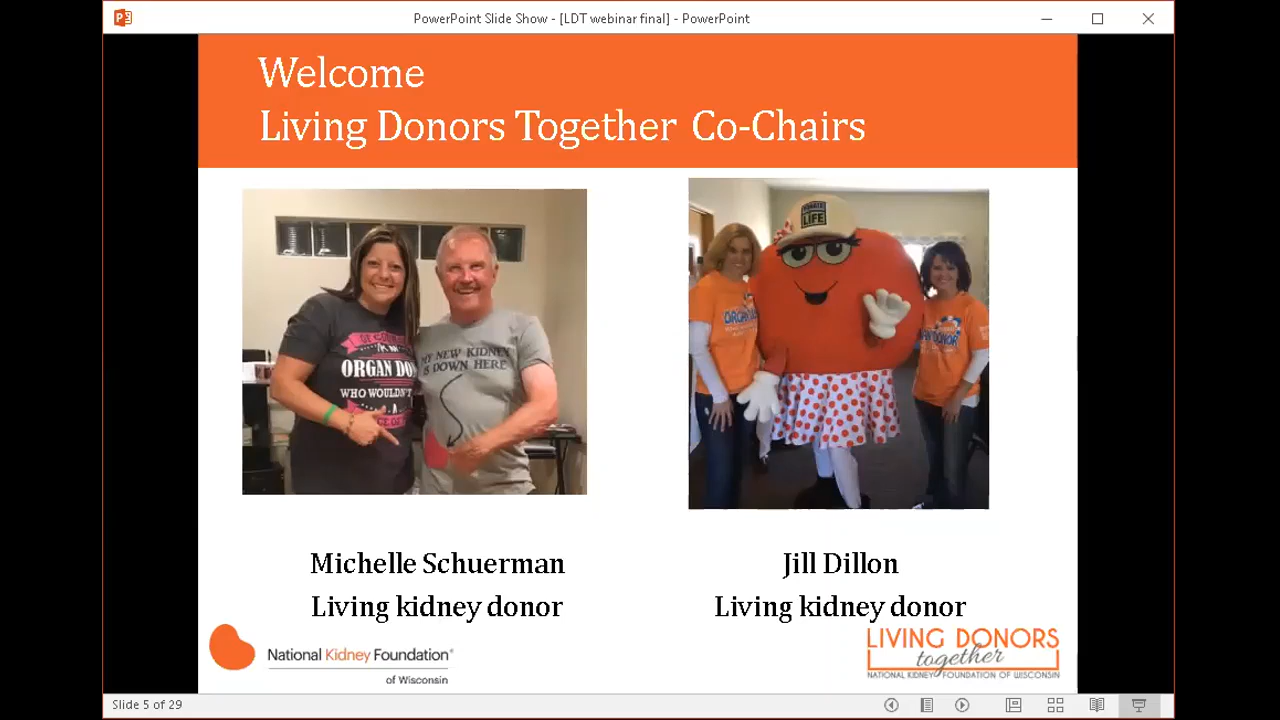 PowerPoint Slide Show - [LDT webinar final] - PowerPoint
Welcome
Living Donors Together Co-Chairs
ORGAN DO
WHO WOULDN'T
A
MY NEW KIDNEY
IS DOWN HERE
LIFE
Michelle Schuerman
Living kidney donor
Jill Dillon
Living kidney donor
National Kidney Foundation®
of Wisconsin
LIVING DONORS
together
NATIONAL KIDNEY FOUNDATION OF WISCONSIN
Slide 5 of 29